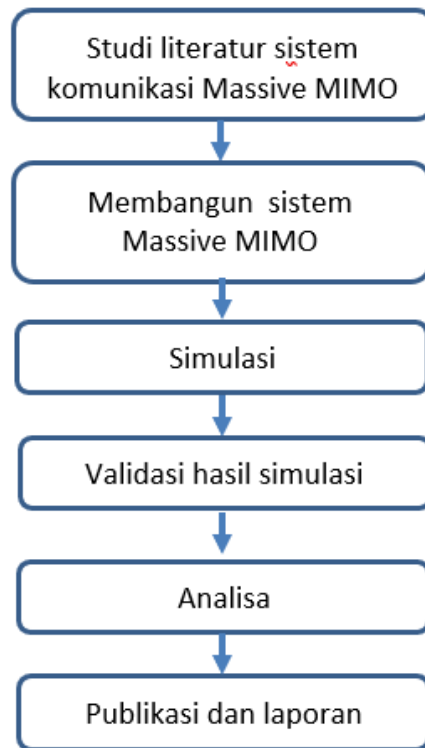 Studi literatur sistem
komunikasi Massive MIMO
Membangun sistem
Massive MIMO
Simulasi
Validasi hasil simulasi
Analisa
Publikasi dan laporan